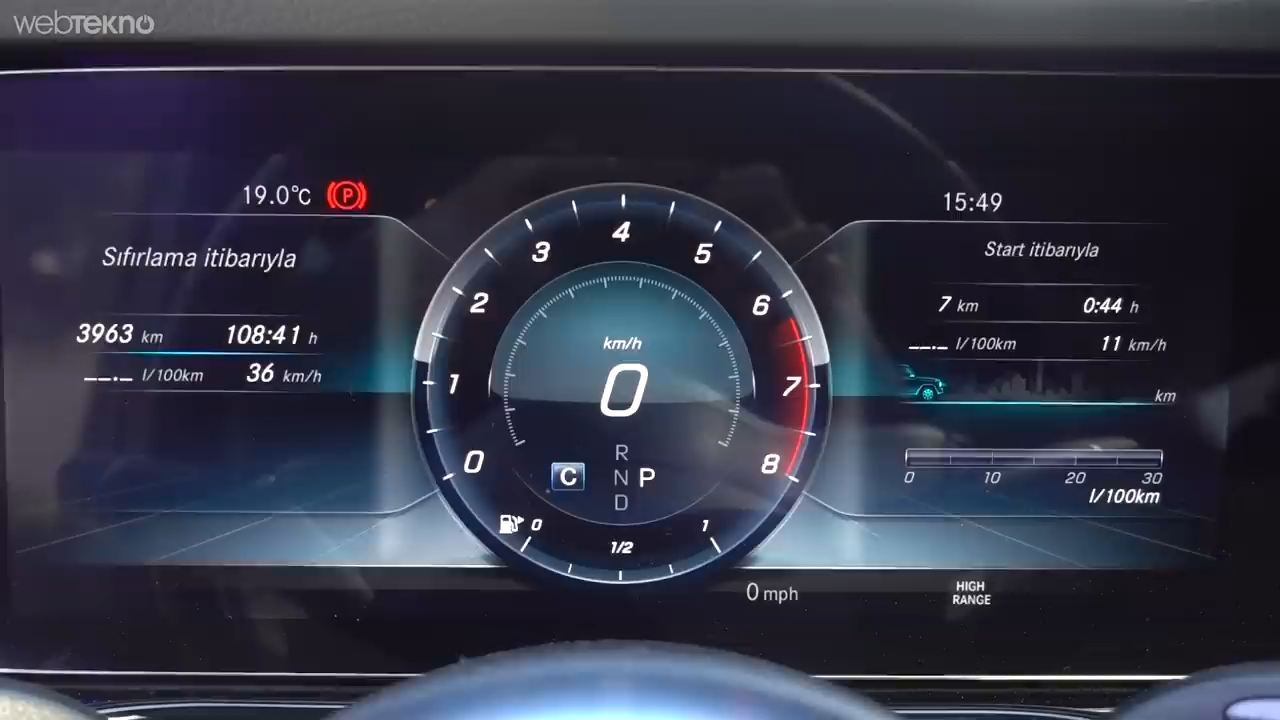 webtekno
19.0°C P
15:49
Sıfırlama itibarıyla
3963 km 108:41 h
--.- l/100km 36 km/h
0 1 2 3 4 5 6 7 8
km/h
0
R
C N P
D
0 1/2 1
Start itibarıyla
7 km 0:44 h
--.- l/100km 11 km/h
km
0 10 20 30
l/100km
0 mph
HIGH
RANGE